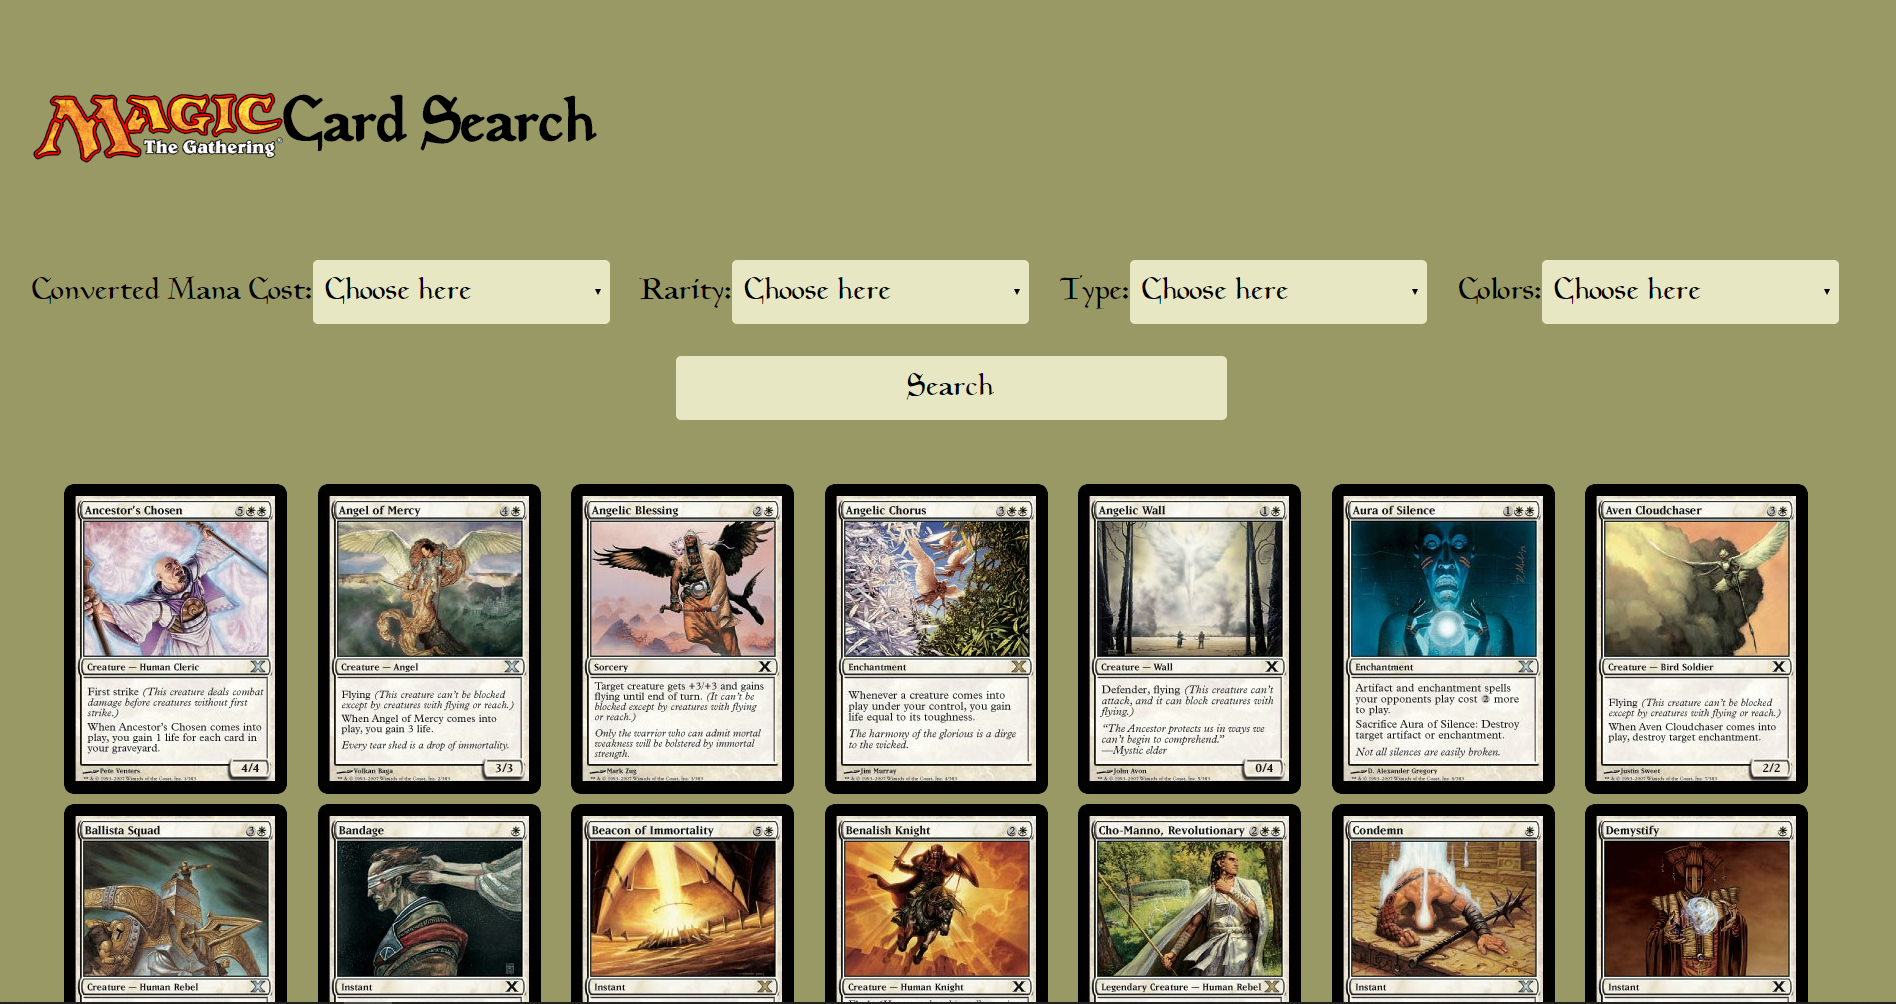 MAGIC
The Gathering
Card Search
Converted Mana Cost: Choose here Rarity: Choose here Type: Choose here Colors: Choose here
Search
Ancestor's Chosen 5
Creature — Human Cleric
First strike (This creature deals combat
damage before creatures without first
strike.)
When Ancestor's Chosen comes into
play, you gain 1 life for each card in
your graveyard.
4/4
Pete Venters
Angel of Mercy 4
Creature — Angel
Flying (This creature can't be blocked
except by creatures with flying or reach.)
When Angel of Mercy comes into
play, you gain 3 life.
Every tear shed is a drop of immortality.
3/3
Volkan Baga
Angelic Blessing 2
Sorcery
Target creature gets +3/+3 and gains
flying until end of turn. (It can't be
blocked except by creatures with flying
or reach.)
Only the warrior who can admit mortal
weakness will be bolstered by immortal
strength.
Mark Zug
Angelic Chorus 3
Enchantment
Whenever a creature comes into
play under your control, you gain
life equal to its toughness.
The harmony of the glorious is a dirge
to the wicked.
Jim Murray
Angelic Wall 1
Creature — Wall
Defender, flying (This creature can't
attack, and it can block creatures with
flying.)
"The Ancestor protects us in ways we
can't begin to comprehend."
—Mystic elder
0/4
John Avon
Aura of Silence 1
Enchantment
Artifact and enchantment spells
your opponents play cost 2 more
to play.
Sacrifice Aura of Silence: Destroy
target artifact or enchantment.
Not all silences are easily broken.
D. Alexander Gregory
Aven Cloudchaser 3
Creature — Bird Soldier
Flying (This creature can't be blocked
except by creatures with flying or reach.)
When Aven Cloudchaser comes into
play, destroy target enchantment.
2/2
Justin Sweet
Ballista Squad 3
Creature — Human Rebel
Bandage
Instant
Beacon of Immortality 5
Instant
Benalish Knight 2
Creature — Human Knight
Cho-Manno, Revolutionary 2
Legendary Creature — Human Rebel
Condemn
Instant
Demystify
Instant